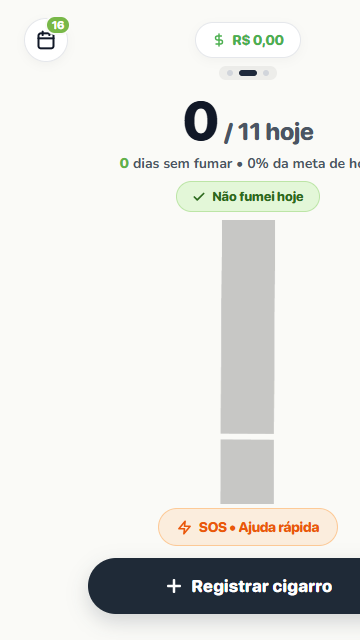 16
R$ 0,00
0 / 11 hoje
0 dias sem fumar • 0% da meta de
Não fumei hoje
SOS • Ajuda rápida
Registrar cigarro